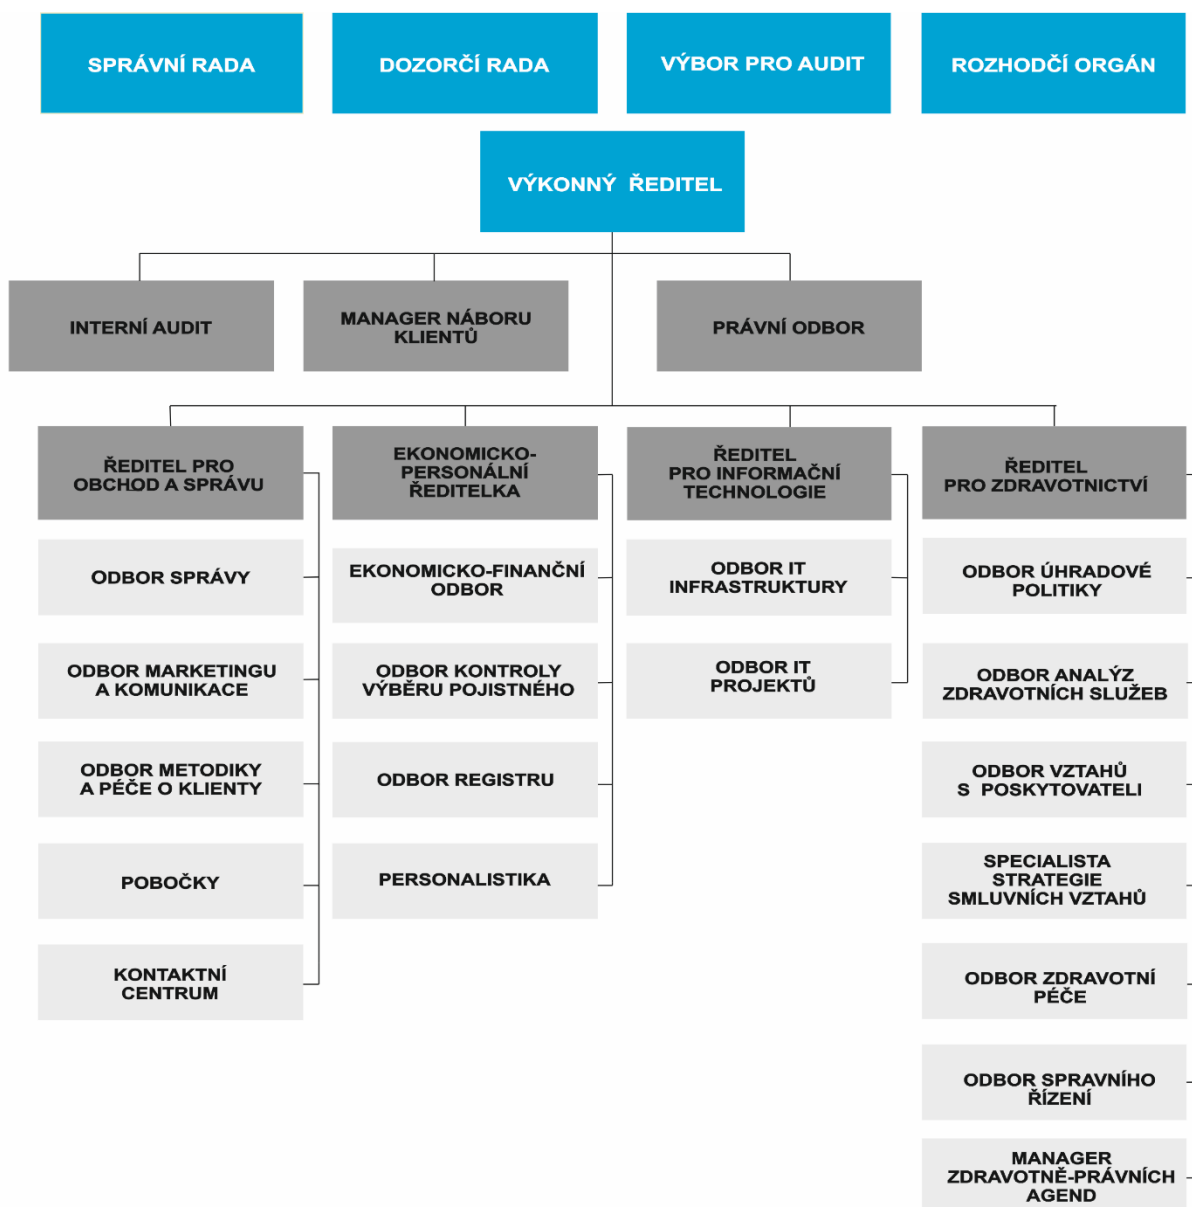 SPRÁVNÍ RADA
DOZORČÍ RADA
VÝBOR PRO AUDIT
ROZHODČÍ ORGÁN
VÝKONNÝ ŘEDITEL
INTERNÍ AUDIT
MANAGER NÁBORU
KLIENTŮ
PRÁVNÍ ODBOR
ŘEDITEL PRO
OBCHOD A SPRÁVU
EKONOMICKO-
PERSONÁLNÍ
ŘEDITELKA
ŘEDITEL
PRO INFORMAČNÍ
TECHNOLOGIE
ŘEDITEL
PRO ZDRAVOTNICTVÍ
ODBOR SPRÁVY
ODBOR MARKETINGU
A KOMUNIKACE
ODBOR METODIKY
A PÉČE O KLIENTY
POBOČKY
KONTAKTNÍ
CENTRUM
EKONOMICKO-FINANČNÍ
ODBOR
ODBOR KONTROLY
VÝBĚRU POJISTNÉHO
ODBOR REGISTRU
PERSONALISTIKA
ODBOR IT
INFRASTRUKTURY
ODBOR IT
PROJEKTŮ
ODBOR ÚHRADOVÉ
POLITIKY
ODBOR ANALÝZ
ZDRAVOTNÍCH SLUŽEB
ODBOR VZTAHŮ
S POSKYTOVATELI
SPECIALISTA
STRATEGIE
SMLUVNÍCH VZTAHŮ
ODBOR ZDRAVOTNÍ
PÉČE
ODBOR SPRAVNÍHO
ŘÍZENÍ
MANAGER
ZDRAVOTNĚ-PRÁVNÍCH
AGEND